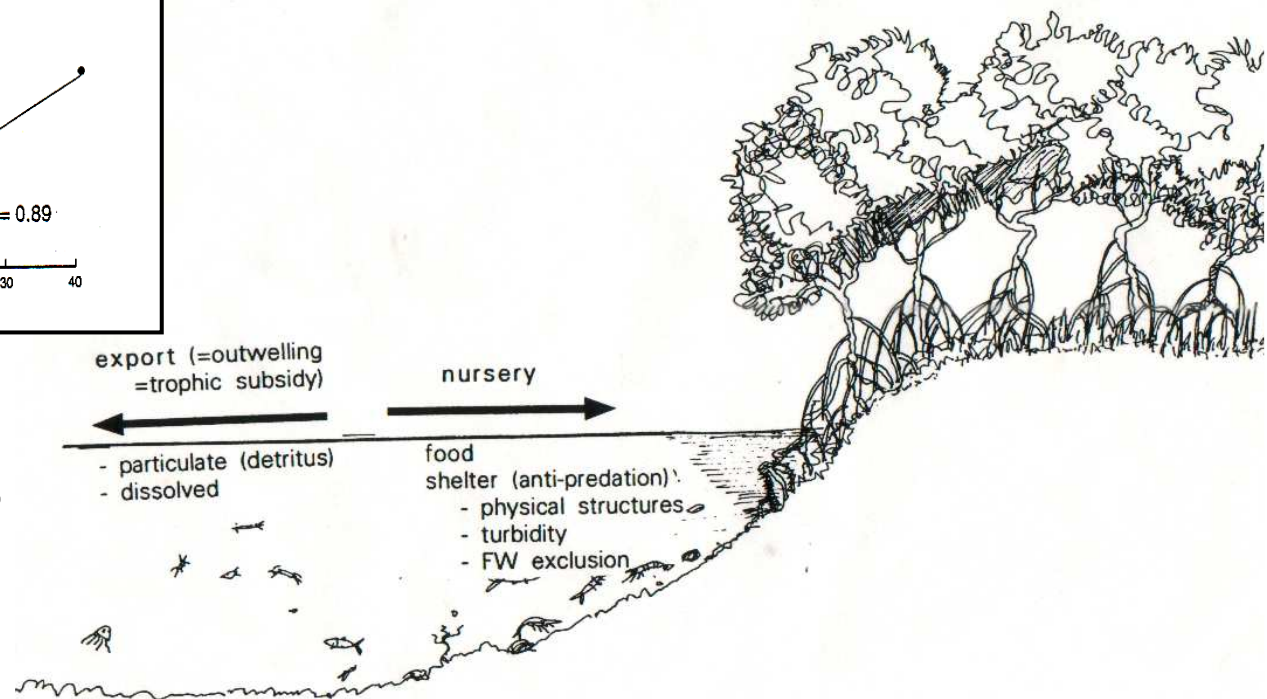 = 0.89
30 40
export (=outwelling
=trophic subsidy)
nursery
- particulate (detritus)
- dissolved
food
shelter (anti-predation)
- physical structures
- turbidity
- FW exclusion